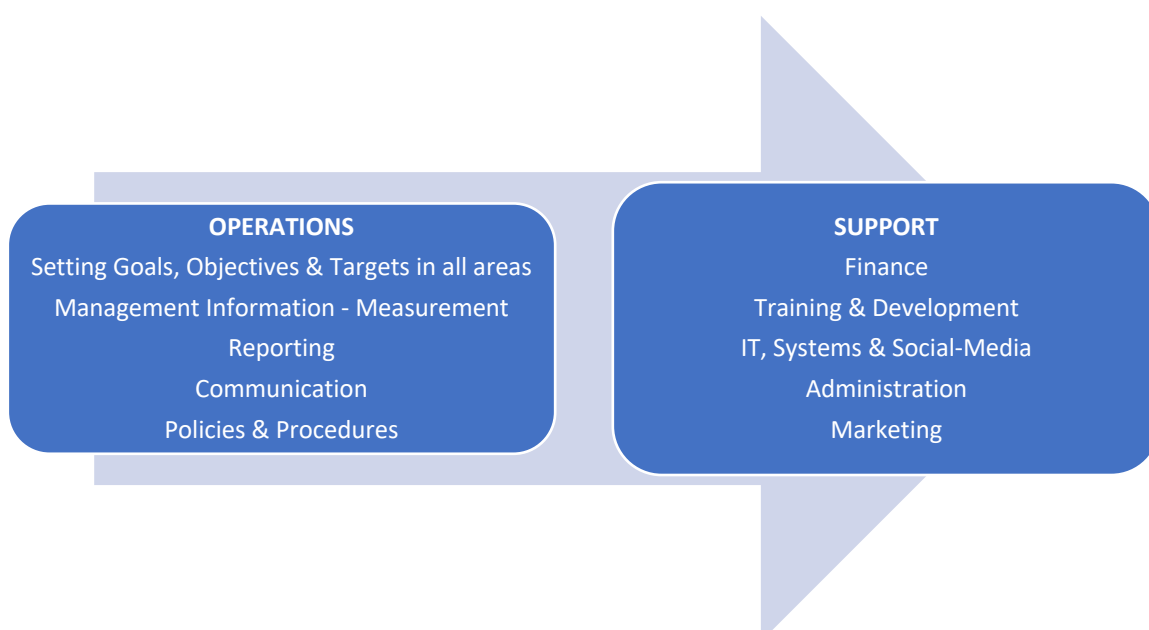 OPERATIONS
Setting Goals, Objectives & Targets in all areas
Management Information - Measurement
Reporting
Communication
Policies & Procedures
SUPPORT
Finance
Training & Development
IT, Systems & Social-Media
Administration
Marketing